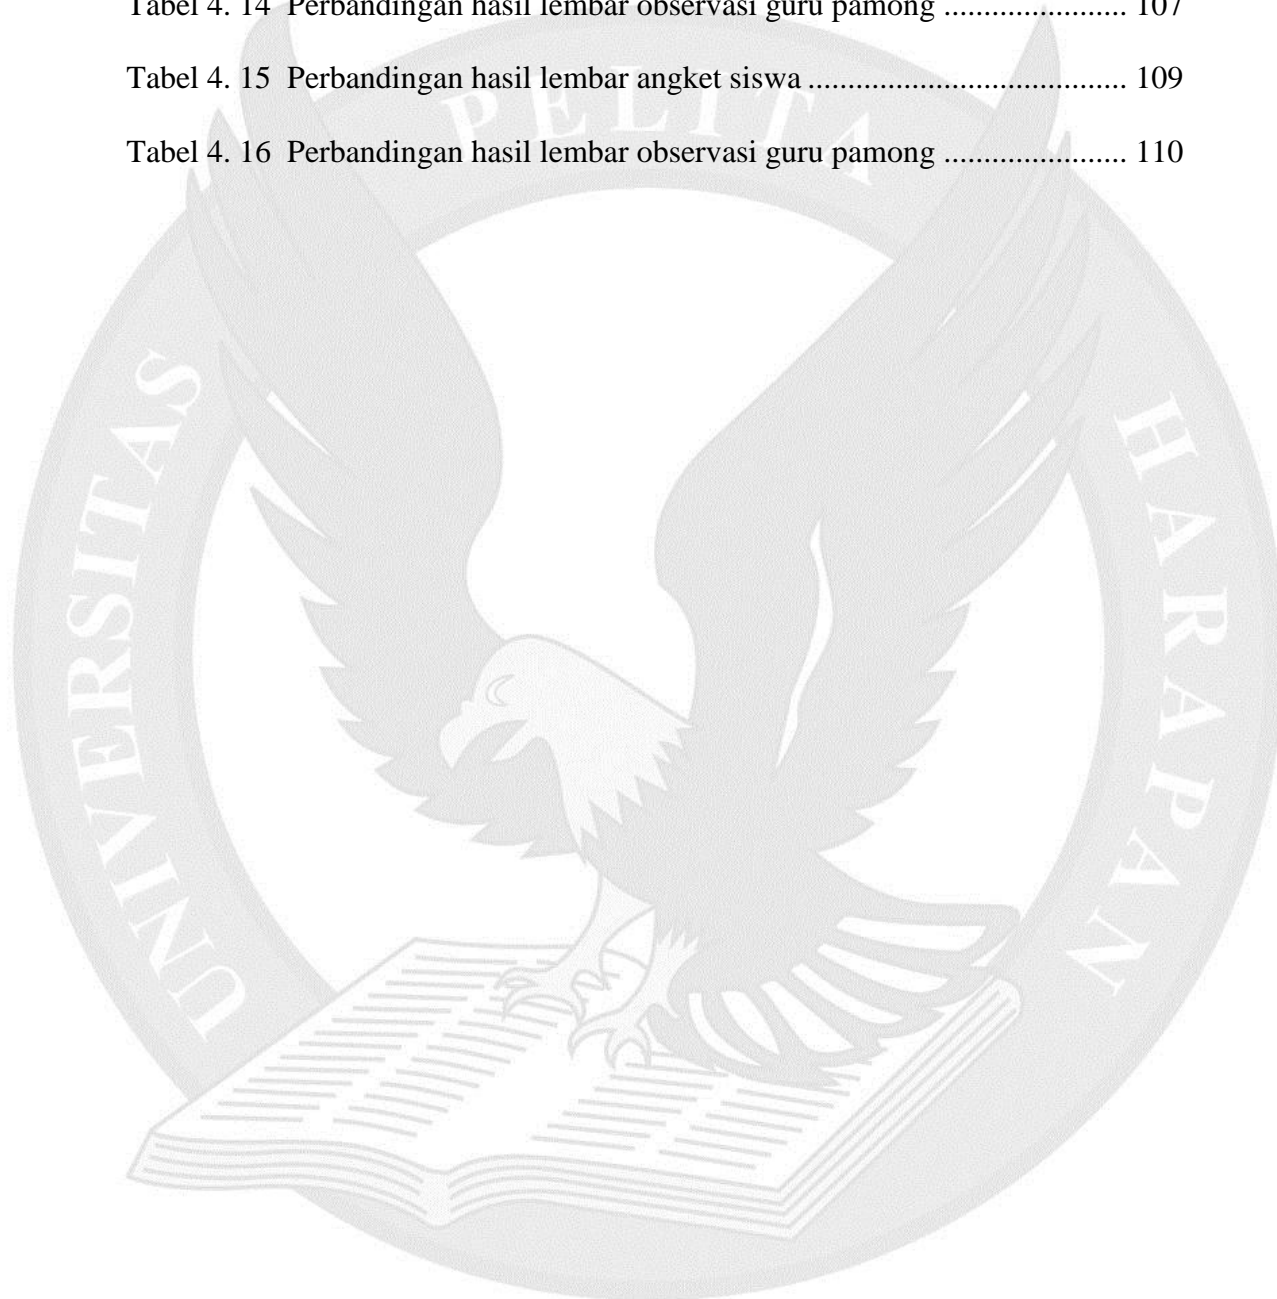 Tabel 4. 14 Perbandingan hasil lembar observasi guru pamong ....................... 107
Tabel 4. 15 Perbandingan hasil lembar angket siswa ........................................ 109
Tabel 4. 16 Perbandingan hasil lembar observasi guru pamong ....................... 110
UNIVERSITAS PELITA HARAPAN